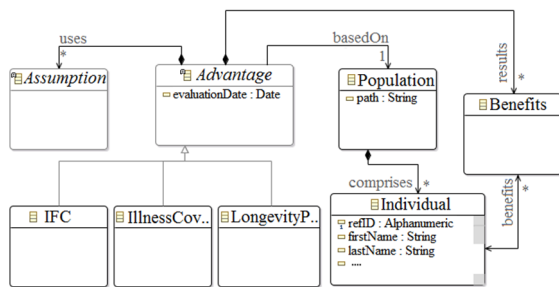 uses
basedOn
*
1
results
Assumption
Advantage
evaluationDate : Date
Population
path : String
*
Benefits
comprises
*
*
benefits
IFC
IllnessCov...
LongevityP...
Individual
refID : Alphanumeric
firstName : String
lastName : String
....